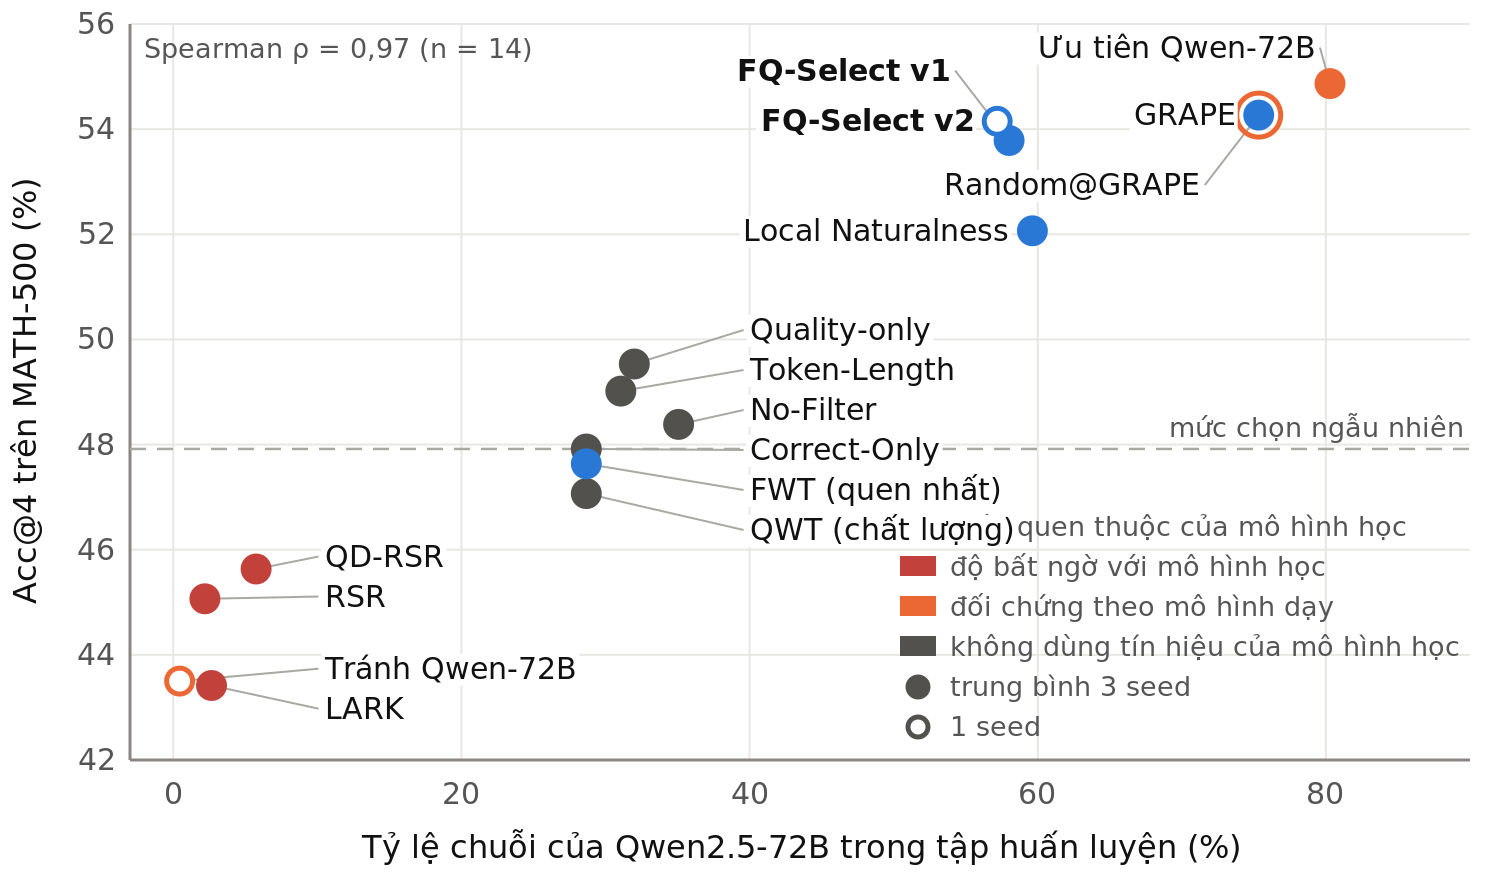 56
54
52
50
48
46
44
42
Acc@4 trên MATH-500 (%)
Spearman ρ = 0,97 (n = 14)
Ưu tiên Qwen-72B
FQ-Select v1
GRAPE
FQ-Select v2
Random@GRAPE
Local Naturalness
Quality-only
Token-Length
No-Filter
mức chọn ngẫu nhiên
Correct-Only
FWT (quen nhất)
QWT (chất lượng)
quen thuộc của mô hình học
QD-RSR
độ bất ngờ với mô hình học
RSR
đối chứng theo mô hình dạy
không dùng tín hiệu của mô hình học
Tránh Qwen-72B
trung bình 3 seed
LARK
1 seed
0 20 40 60 80
Tỷ lệ chuỗi của Qwen2.5-72B trong tập huấn luyện (%)